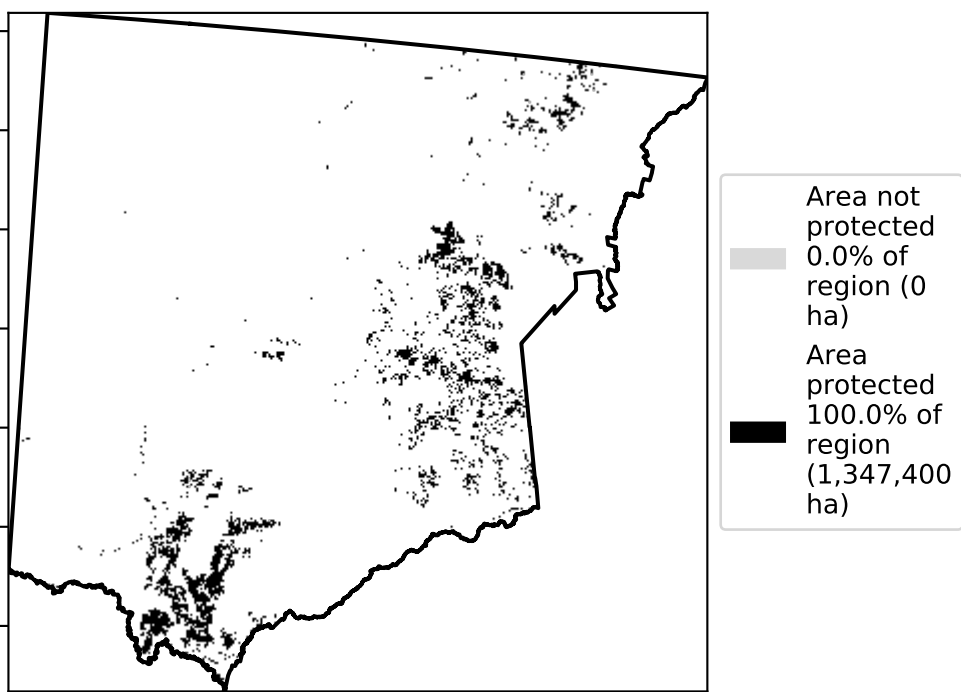 Area not
protected
0.0% of
region (0
ha)
Area
protected
100.0% of
region
(1,347,400
ha)